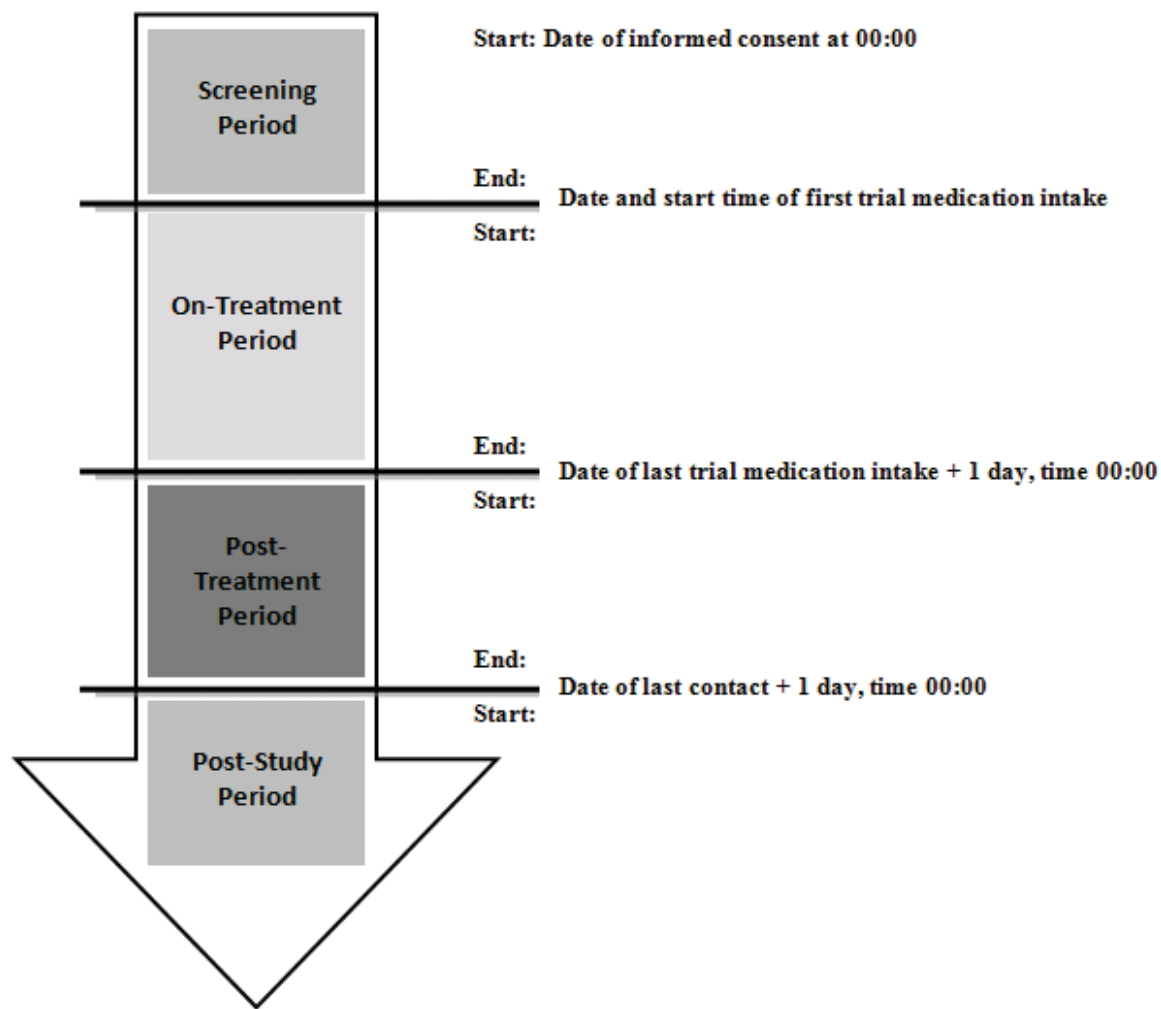 Start: Date of informed consent at 00:00
Screening
Period
End:
Date and start time of first trial medication intake
Start:
On-Treatment
Period
End:
Date of last trial medication intake + 1 day, time 00:00
Start:
Post-
Treatment
Period
End:
Date of last contact + 1 day, time 00:00
Start:
Post-Study
Period